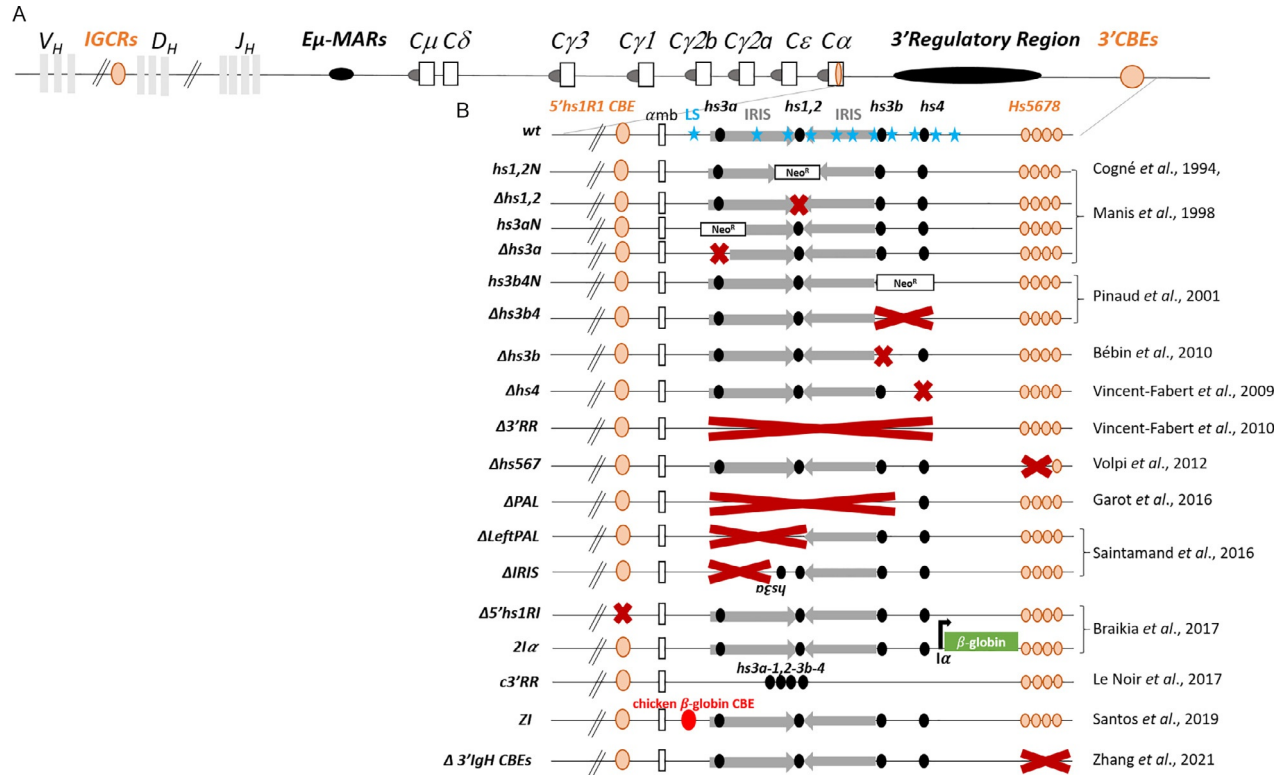 A
V_H IGCRs D_H J_H Eμ-MARs Cμ Cδ Cγ3 Cγ1 Cγ2b Cγ2a Cε Cα 3'Regulatory Region 3'CBEs
B
5'hs1R1 CBE αmb LS hs3a IRIS hs1,2 IRIS hs3b hs4 Hs5678
wt
hs1,2N NeoR Cogné et al., 1994,
Δhs1,2
Manis et al., 1998
hs3aN NeoR
Δhs3a
hs3b4N NeoR
Pinaud et al., 2001
Δhs3b4
Δhs3b Bébin et al., 2010
Δhs4 Vincent-Fabert et al., 2009
Δ3'RR Vincent-Fabert et al., 2010
Δhs567 Volpi et al., 2012
ΔPAL Garot et al., 2016
ΔLeftPAL
Saintamand et al., 2016
ΔIRIS
hs3a
Δ5'hs1RI
Braikia et al., 2017
2Iα β-globin
Iα
hs3a-1,2-3b-4
c3'RR Le Noir et al., 2017
chicken β-globin CBE
ZI Santos et al., 2019
Δ 3'IgH CBEs Zhang et al., 2021